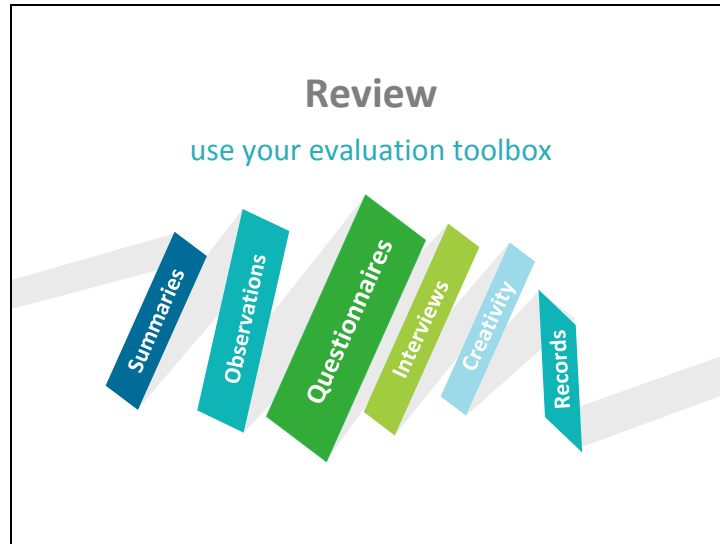 Review
use your evaluation toolbox
Summaries
Observations
Questionnaires
Interviews
Creativity
Records